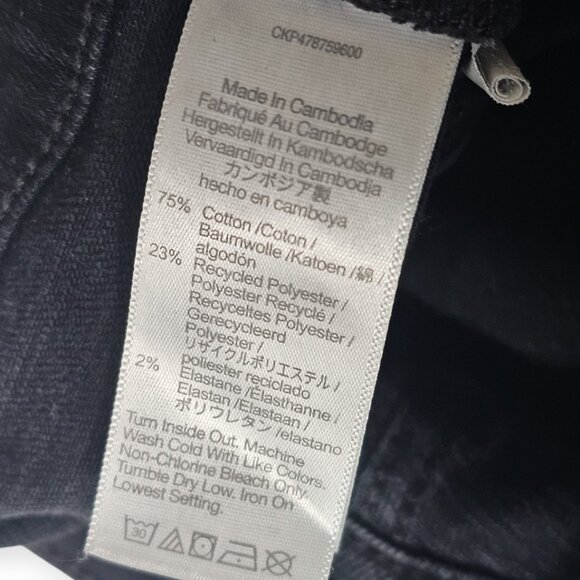 CKP478759600
Made In Cambodia
Fabriqué Au Cambodge
Hergestellt In Kambodscha
Vervaardigd In Cambodja
カンボジア製
hecho en camboya
75% Cotton /Coton /
Baumwolle /Katoen /綿 /
algodón
23% Recycled Polyester /
Polyester Recyclé /
Recyceltes Polyester /
Gerecycleerd
Polyester /
リサイクルポリエステル /
poliester reciclado
2% Elastane /Élasthanne /
Elastan /Elastaan /
ポリウレタン /elastano
Turn Inside Out. Machine
Wash Cold With Like Colors.
Non-Chlorine Bleach Only.
Tumble Dry Low. Iron On
Lowest Setting.
30